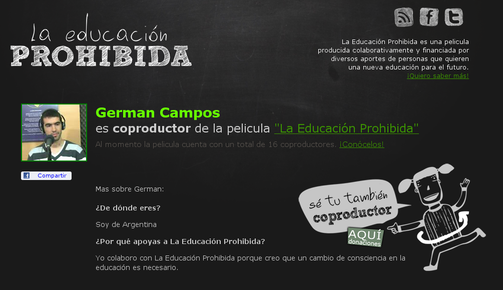 la educación
PROHIBIDA
La Educación Prohibida es una pelicula
producida colaborativamente y financiada por
diversos aportes de personas que quieren
una nueva educación para el futuro.
¡Quiero saber más!
German Campos
es coproductor de la pelicula "La Educación Prohibida"
Al momento la película cuenta con un total de 16 coproductores. ¡Conócelos!
Compartir
Mas sobre German:
sé tu también
coproductor
AQUÍ
donaciones
¿De dónde eres?
Soy de Argentina
¿Por qué apoyas a La Educación Prohibida?
Yo colaboro con La Educación Prohibida porque creo que un cambio de consciencia en la
educación es necesario.